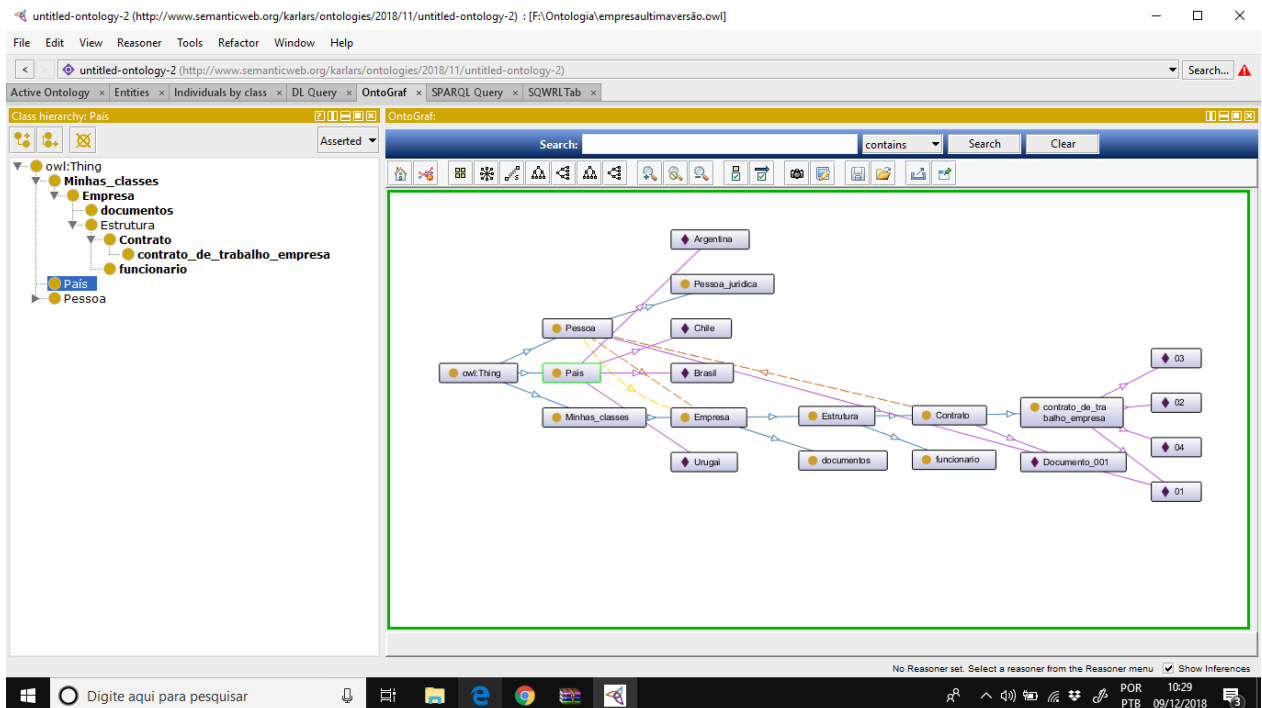 untitled-ontology-2 (http://www.semanticweb.org/karlars/ontologies/2018/11/untitled-ontology-2) : [F:\Ontologia\empresaultimaversão.owl]
File Edit View Reasoner Tools Refactor Window Help
untitled-ontology-2 (http://www.semanticweb.org/karlars/ontologies/2018/11/untitled-ontology-2)
Search...
Active Ontology × Entities × Individuals by class × DL Query × OntoGraf × SPARQL Query × SQWRLTab ×
Class hierarchy: País
Asserted
owl:Thing
Minhas_classes
Empresa
documentos
Estrutura
Contrato
contrato_de_trabalho_empresa
funcionario
País
Pessoa
OntoGraf:
Search: contains Search Clear
Argentina
Pessoa_juridica
Pessoa
Chile
03
owl:Thing
País
Brasil
02
Minhas_classes
Empresa
Estrutura
Contrato
contrato_de_tra
balho_empresa
04
Urugai
documentos
funcionario
Documento_001
01
No Reasoner set. Select a reasoner from the Reasoner menu Show Inferences
Digite aqui para pesquisar
POR
PTB
10:29
09/12/2018
3